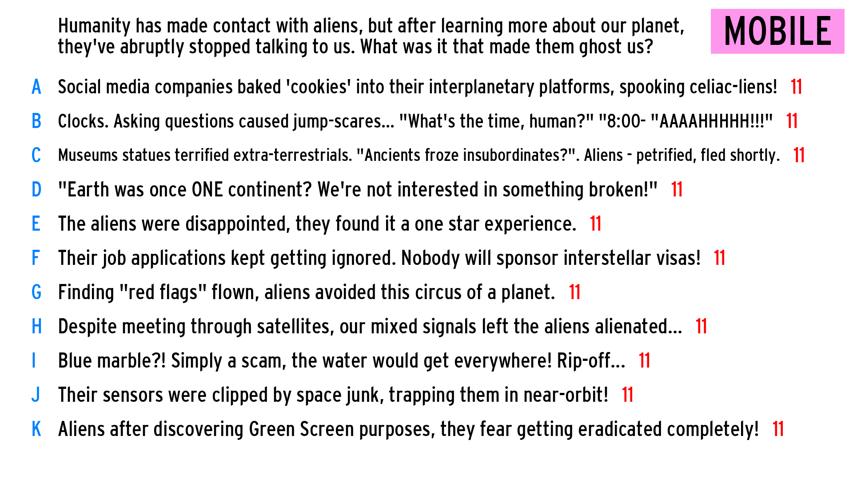 Humanity has made contact with aliens, but after learning more about our planet,
they've abruptly stopped talking to us. What was it that made them ghost us?
MOBILE
A Social media companies baked 'cookies' into their interplanetary platforms, spooking celiac-liens! 11
B Clocks. Asking questions caused jump-scares... "What's the time, human?" "8:00- "AAAAHHHHH!!!" 11
C Museums statues terrified extra-terrestrials. "Ancients froze insubordinates?". Aliens - petrified, fled shortly. 11
D "Earth was once ONE continent? We're not interested in something broken!" 11
E The aliens were disappointed, they found it a one star experience. 11
F Their job applications kept getting ignored. Nobody will sponsor interstellar visas! 11
G Finding "red flags" flown, aliens avoided this circus of a planet. 11
H Despite meeting through satellites, our mixed signals left the aliens alienated... 11
I Blue marble?! Simply a scam, the water would get everywhere! Rip-off... 11
J Their sensors were clipped by space junk, trapping them in near-orbit! 11
K Aliens after discovering Green Screen purposes, they fear getting eradicated completely! 11